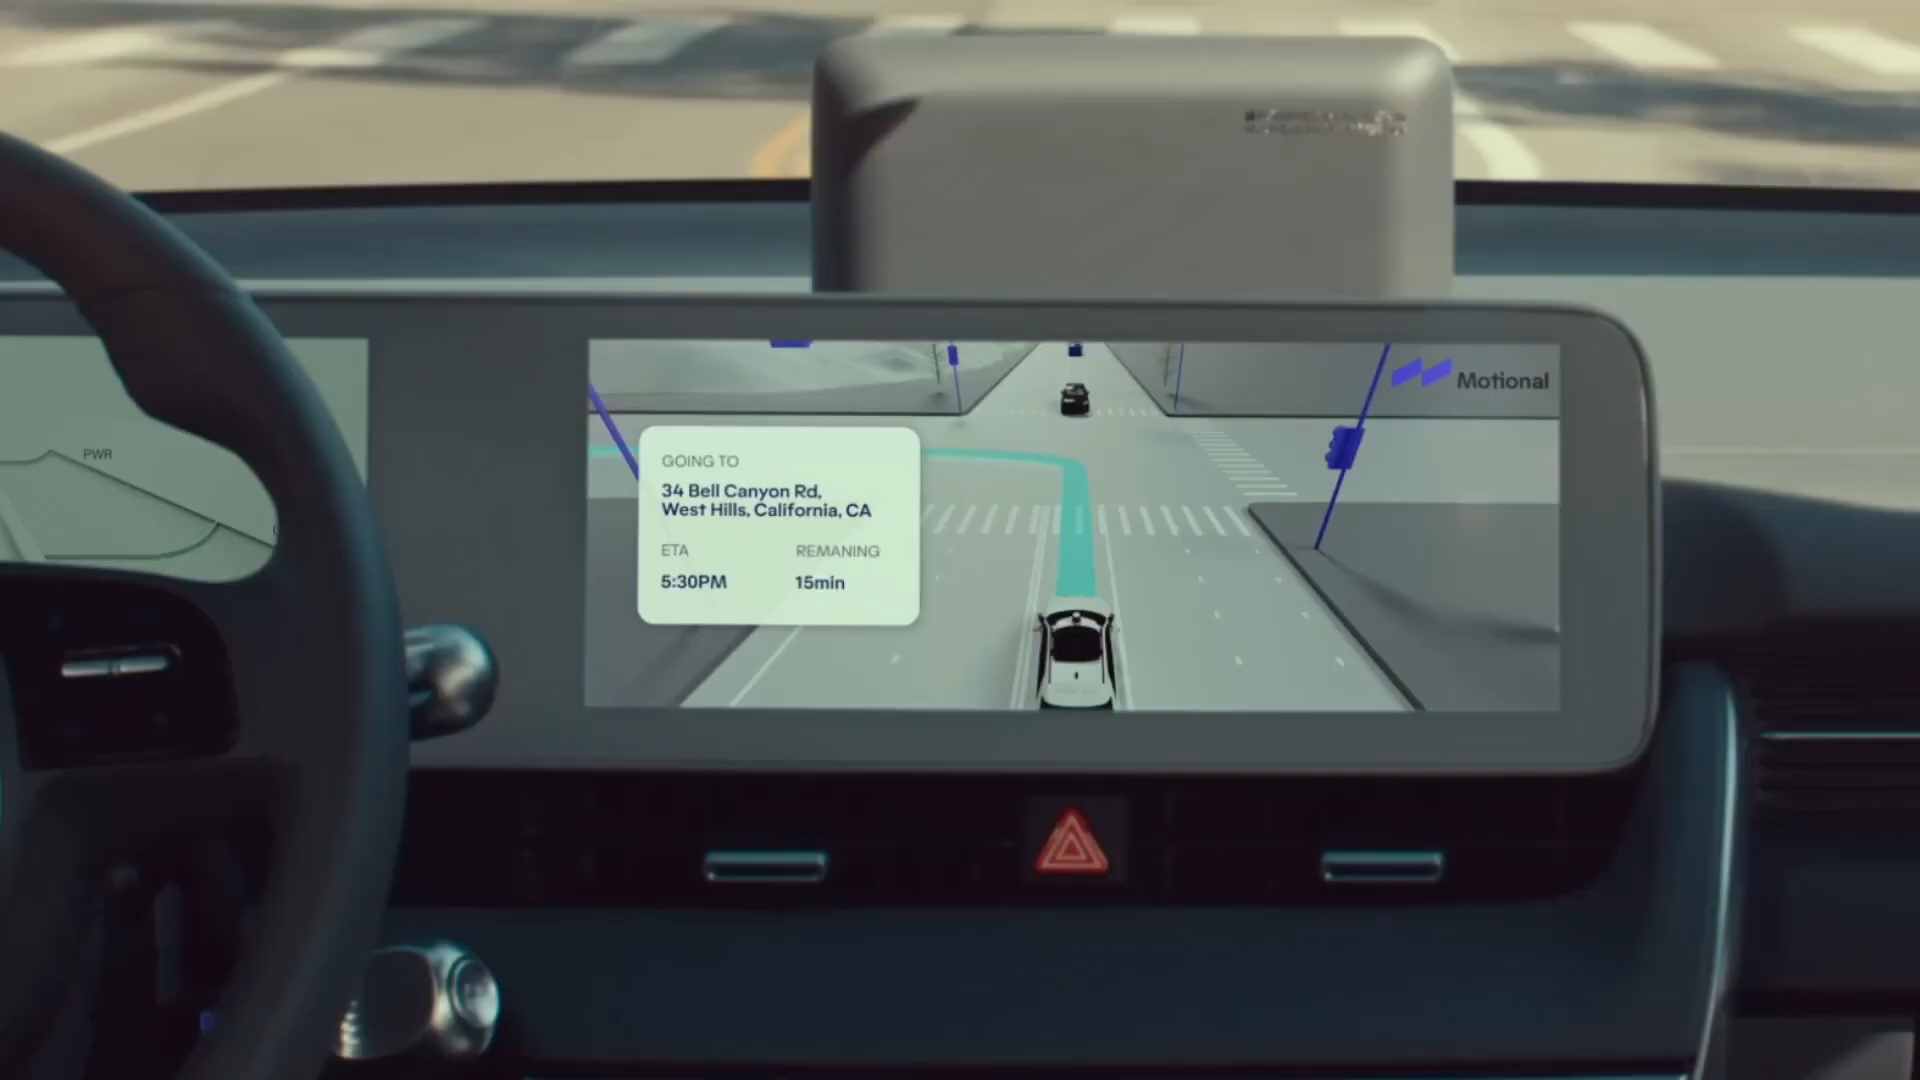 PWR
Motional
GOING TO
34 Bell Canyon Rd,
West Hills, California, CA
ETA REMANING
5:30PM 15min